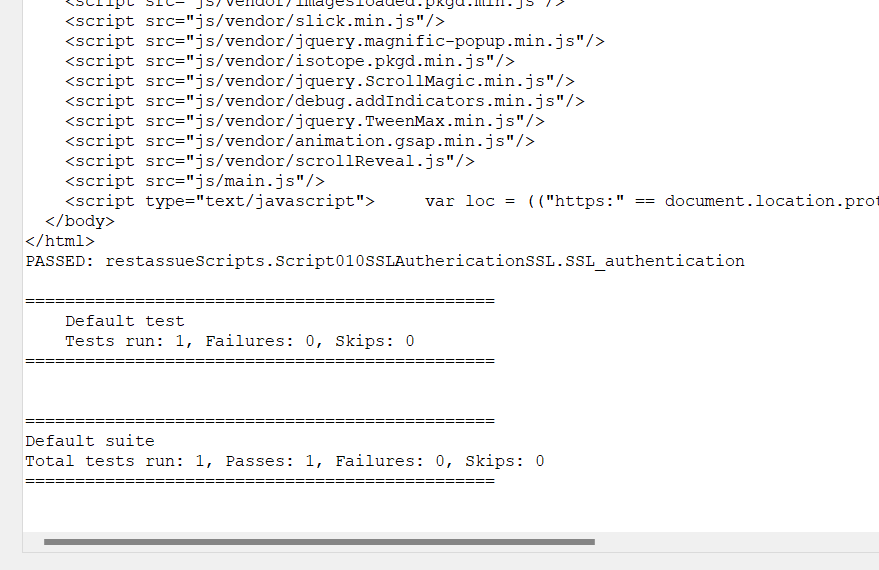 <script src="js/vendor/imagesloaded.pkgd.min.js"/>
<script src="js/vendor/slick.min.js"/>
<script src="js/vendor/jquery.magnific-popup.min.js"/>
<script src="js/vendor/isotope.pkgd.min.js"/>
<script src="js/vendor/jquery.ScrollMagic.min.js"/>
<script src="js/vendor/debug.addIndicators.min.js"/>
<script src="js/vendor/jquery.TweenMax.min.js"/>
<script src="js/vendor/animation.gsap.min.js"/>
<script src="js/vendor/scrollReveal.js"/>
<script src="js/main.js"/>
<script type="text/javascript">     var loc = (("https:" == document.location.prot
</body>
</html>
PASSED: restassueScripts.Script010SSLAuthericationSSL.SSL_authentication
===============================================
Default test
Tests run: 1, Failures: 0, Skips: 0
===============================================
===============================================
Default suite
Total tests run: 1, Passes: 1, Failures: 0, Skips: 0
===============================================